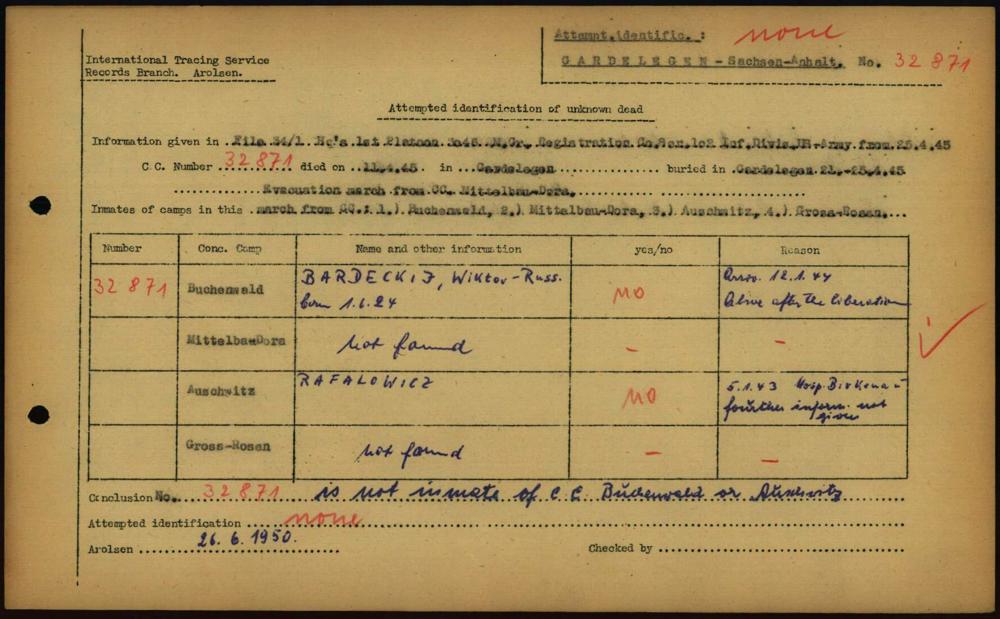 Attempt.identific. : none
International Tracing Service
Records Branch. Arolsen.
GARDELEGEN - Sachsen-Anhalt. No. 32 871
Attempted identification of unknown dead
Information given in File 54/1. Hq's 1st Platoon 3046 Gr. Registration Co. 102 Inf. Divis. Army from 25.4.45
C.C. Number 32 871 died on 11.4.45 in Gardelegen buried in Gardelegen 21.-25.4.45
Evacuation march from CC. Mittelbau-Dora.
Inmates of camps in this march from CC.: 1.) Buchenwald, 2.) Mittelbau-Dora, 3.) Auschwitz, 4.) Gross-Rosen.
Number Conc. Camp Name and other information yes/no Reason
32 871 Buchenwald BARDECKIJ, Wiktor-Russ. NO Arriv. 12.1.44
born 1.6.24 Alive after the liberation
Mittelbau-Dora Not found - -
Auschwitz RAFALOWICZ NO 5.1.43 Hosp. Birkenau -
fourther inform. not
given
Gross-Rosen not found - -
Conclusion No. 32 871 is not inmate of C.C. Buchenwald or Auschwitz
Attempted identification none
Arolsen 26. 6. 1950. Checked by